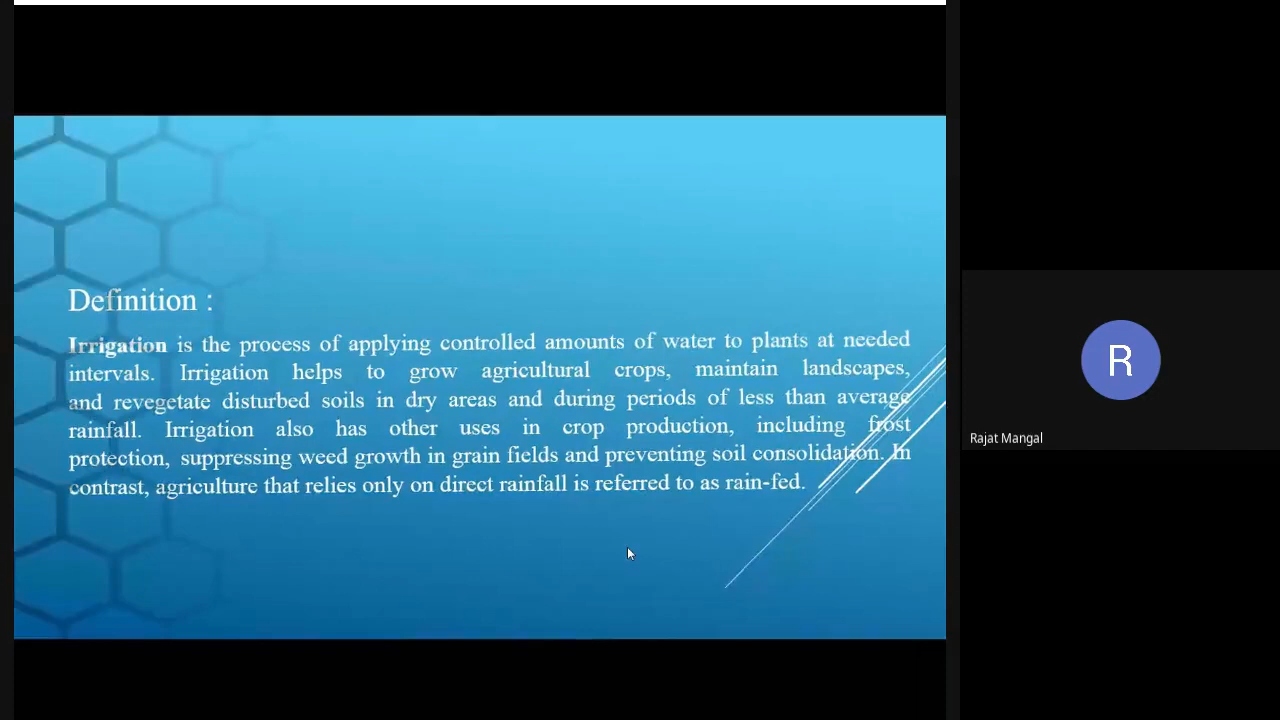 Definition :
Irrigation is the process of applying controlled amounts of water to plants at needed
intervals. Irrigation helps to grow agricultural crops, maintain landscapes,
and revegetate disturbed soils in dry areas and during periods of less than average
rainfall. Irrigation also has other uses in crop production, including frost
protection, suppressing weed growth in grain fields and preventing soil consolidation. In
contrast, agriculture that relies only on direct rainfall is referred to as rain-fed.
R
Rajat Mangal